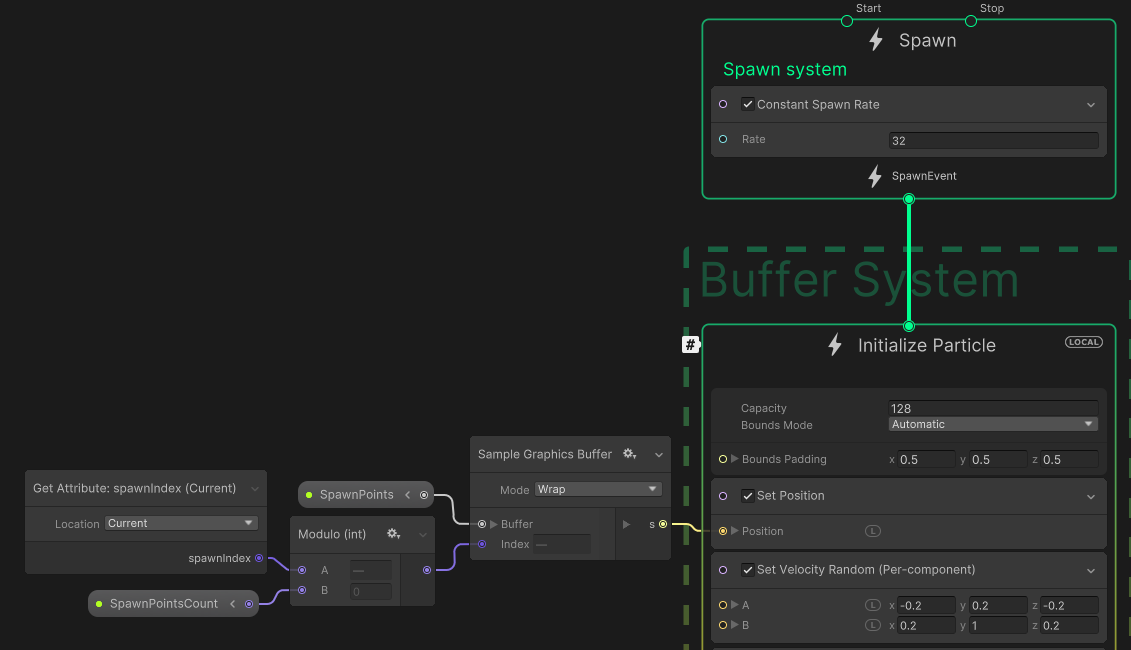 Start Stop
Spawn
Spawn system
Constant Spawn Rate
Rate 32
SpawnEvent
Buffer System
# Initialize Particle LOCAL
Capacity 128
Bounds Mode Automatic
Bounds Padding x 0.5 y 0.5 z 0.5
Set Position
Position L
Set Velocity Random (Per-component)
A L x -0.2 y 0.2 z -0.2
B L x 0.2 y 1 z 0.2
Sample Graphics Buffer
Mode Wrap
Buffer s
Index —
Get Attribute: spawnIndex (Current)
Location Current
spawnIndex
SpawnPoints <
Modulo (int)
A —
B 0
SpawnPointsCount <